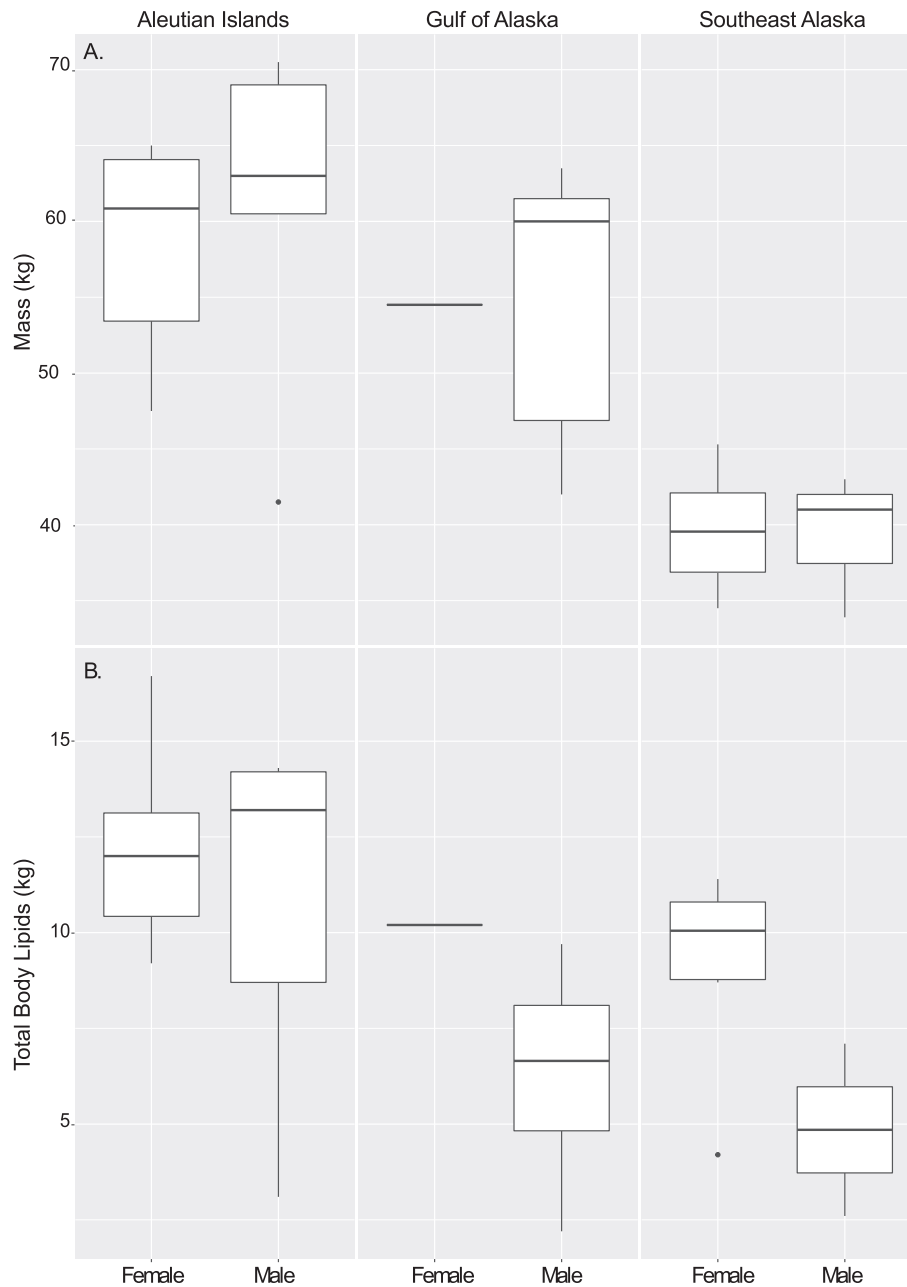 Aleutian Islands Gulf of Alaska Southeast Alaska
A.
70
60
50
40
Mass (kg)
B.
15
10
5
Total Body Lipids (kg)
Female Male Female Male Female Male